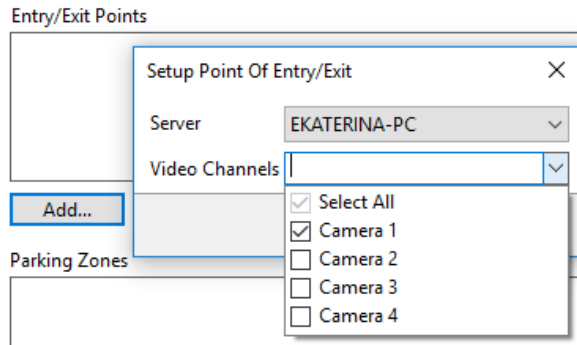 Entry/Exit Points
Setup Point Of Entry/Exit
Server EKATERINA-PC
Video Channels
Select All
Add...
Camera 1
Camera 2
Parking Zones
Camera 3
Camera 4